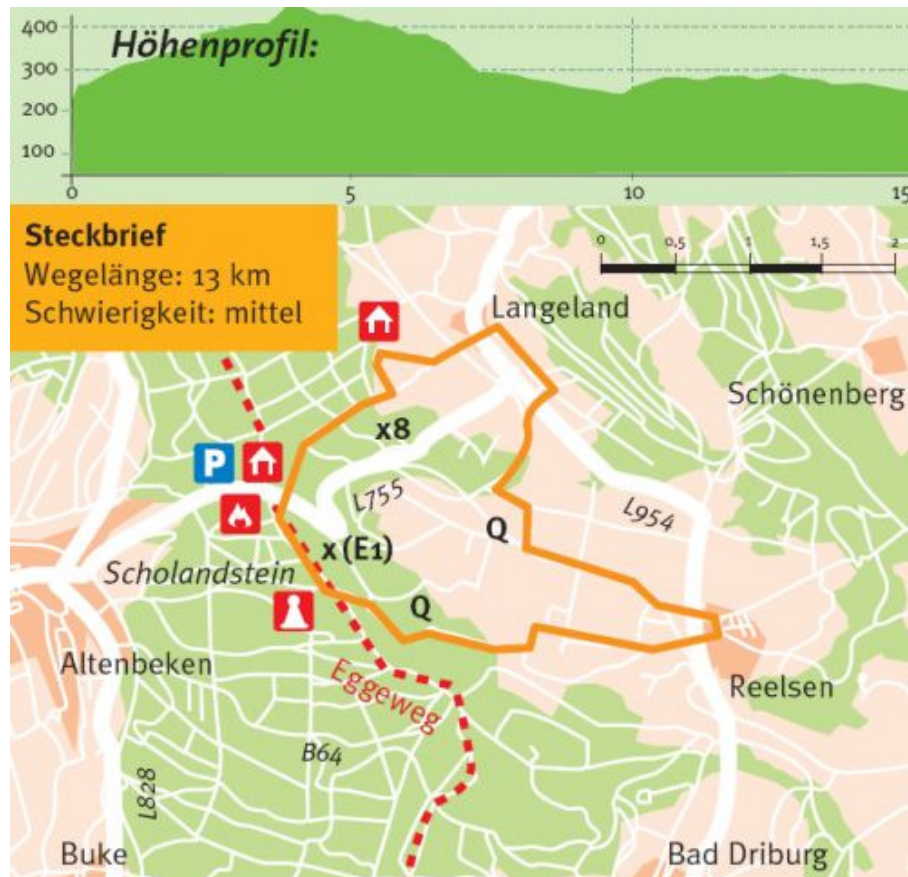 400
Höhenprofil:
300
200
100
0 5 10 15
Steckbrief
Wegelänge: 13 km
Schwierigkeit: mittel
0 0,5 1 1,5 2
Langeland
Schönenberg
x8
P
L755
L954
Q
x (E1)
Scholandstein
Q
Altenbeken
Reelsen
Eggeweg
B64
L828
Buke
Bad Driburg